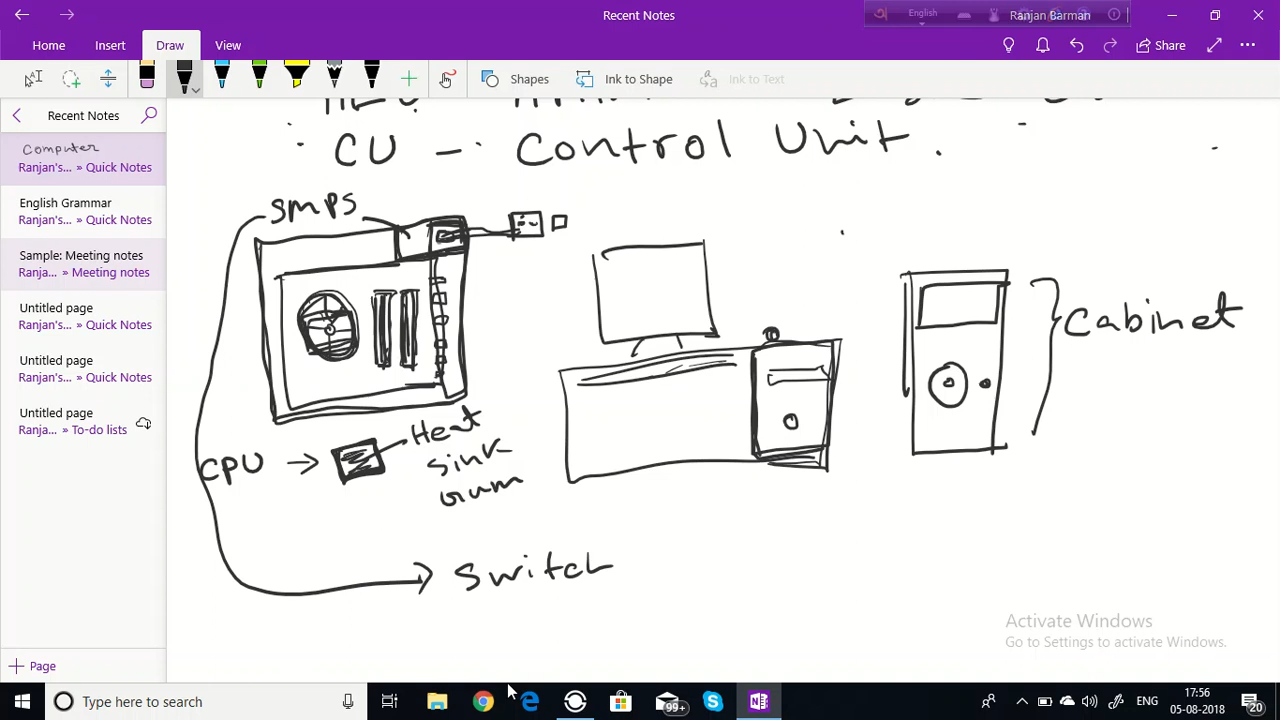 Recent Notes
English
Ranjan Barman
Home
Insert
Draw
View
Share
Shapes
Ink to Shape
Ink to Text
Recent Notes
Computer
Ranjan's... » Quick Notes
English Grammar
Ranjan's... » Quick Notes
Sample: Meeting notes
Ranja... » Meeting notes
Untitled page
Ranjan's... » Quick Notes
Untitled page
Ranjan's... » Quick Notes
Untitled page
Ranja... » To-do lists
Page
CU - Control Unit.
SMPS
Cabinet
CPU →
Heat
sink
switch
Activate Windows
Go to Settings to activate Windows.
Type here to search
99+
ENG
17:56
05-08-2018
20